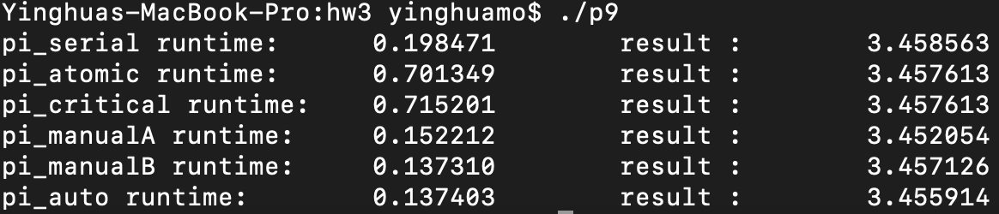 Yinghuas-MacBook-Pro:hw3 yinghuamo$ ./p9
pi_serial runtime: 0.198471 result : 3.458563
pi_atomic runtime: 0.701349 result : 3.457613
pi_critical runtime: 0.715201 result : 3.457613
pi_manualA runtime: 0.152212 result : 3.452054
pi_manualB runtime: 0.137310 result : 3.457126
pi_auto runtime: 0.137403 result : 3.455914